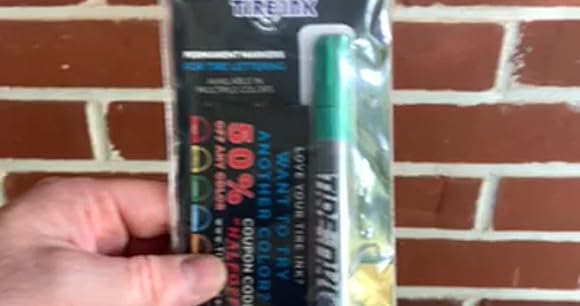 TIRE INK
PERMANENT MARKERS
FOR TIRE LETTERING
AVAILABLE IN
MULTIPLE COLORS
LOVE YOUR TIRE INK?
WANT TO TRY
ANOTHER COLOR?
50%
OFF ANY COLOR
COUPON CODE
TIRE